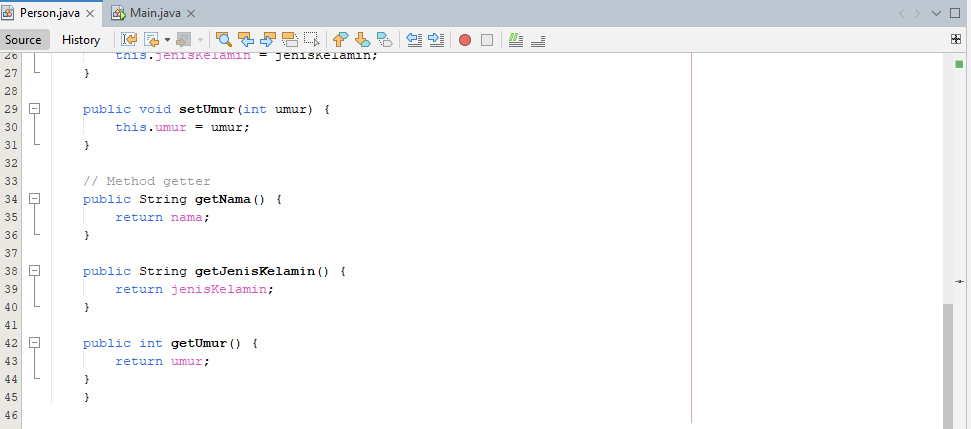 Person.java Main.java
Source History
26 this.jenisKelamin = jenisKelamin;
27 }
28
29 public void setUmur(int umur) {
30 this.umur = umur;
31 }
32
33 // Method getter
34 public String getNama() {
35 return nama;
36 }
37
38 public String getJenisKelamin() {
39 return jenisKelamin;
40 }
41
42 public int getUmur() {
43 return umur;
44 }
45 }
46